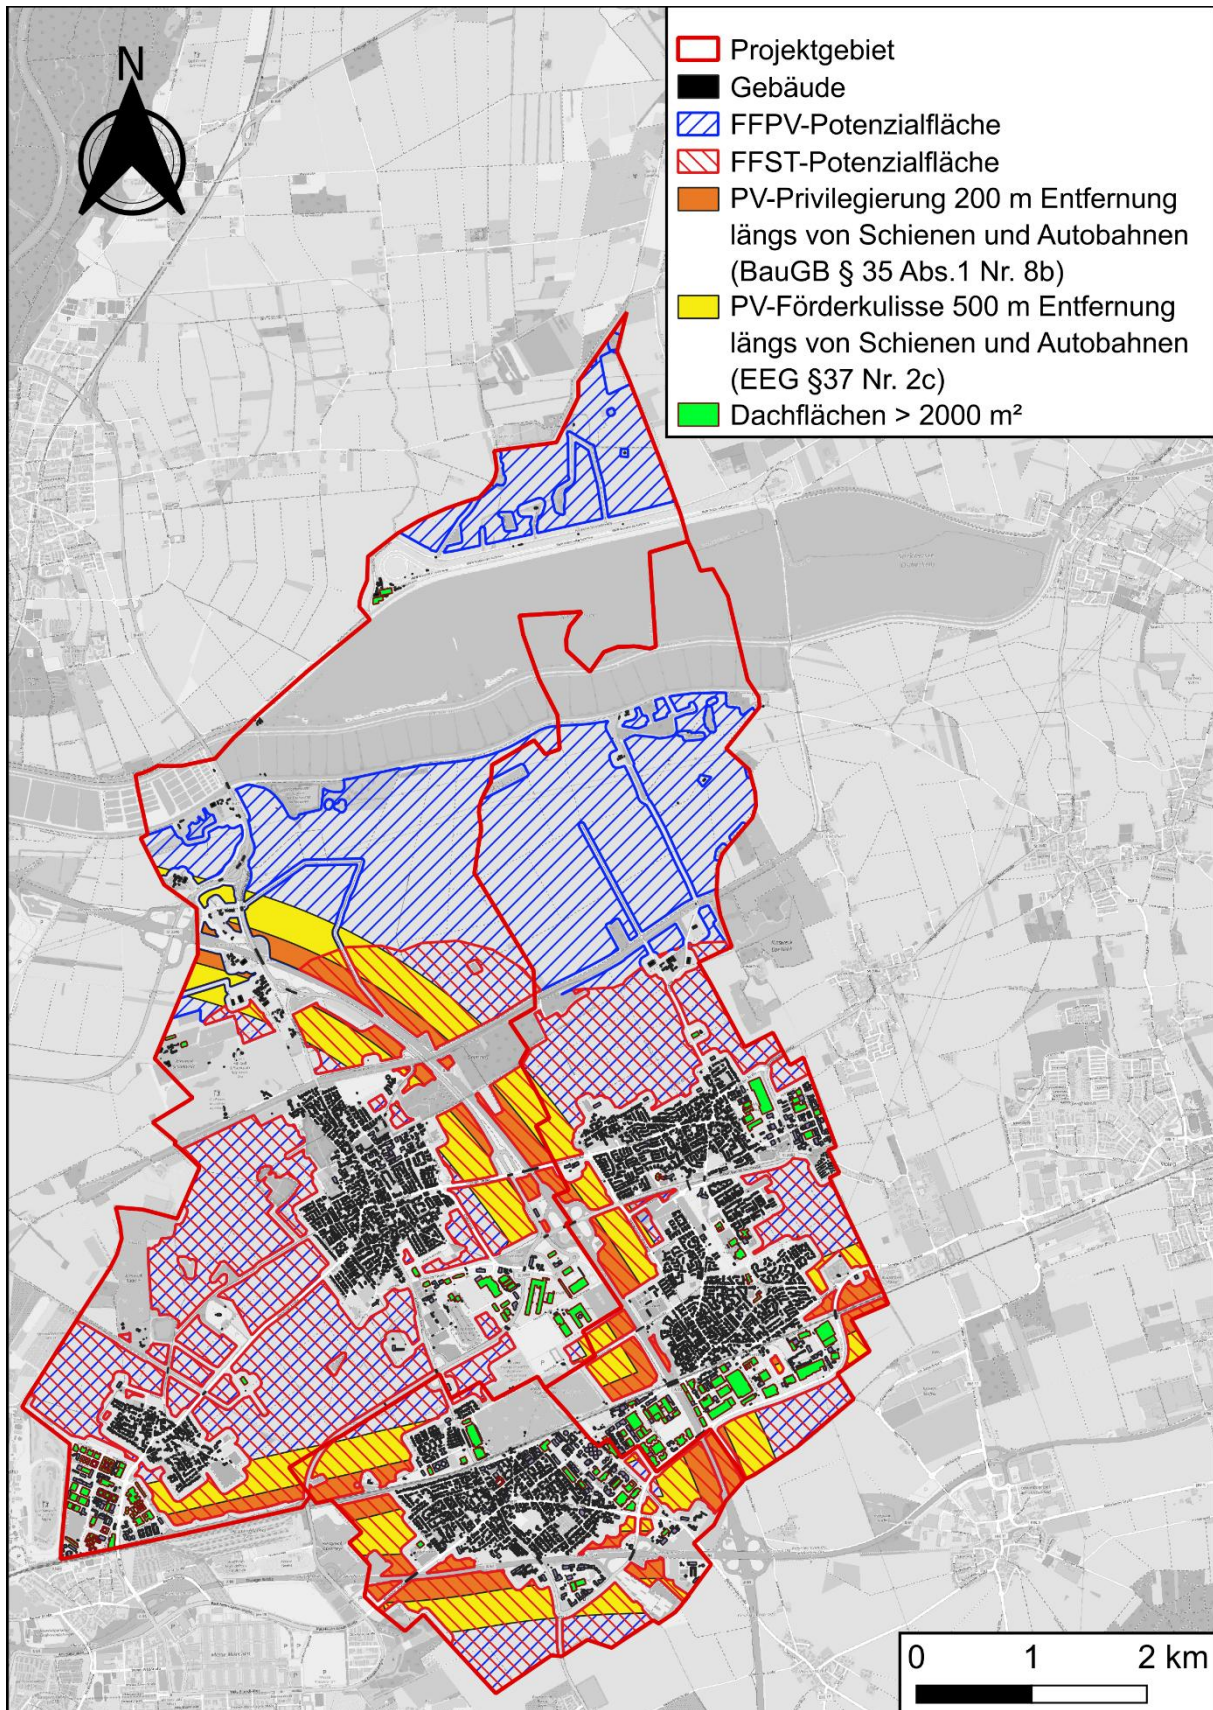 N
Projektgebiet
Gebäude
FFPV-Potenzialfläche
FFST-Potenzialfläche
PV-Privilegierung 200 m Entfernung
längs von Schienen und Autobahnen
(BauGB § 35 Abs.1 Nr. 8b)
PV-Förderkulisse 500 m Entfernung
längs von Schienen und Autobahnen
(EEG §37 Nr. 2c)
Dachflächen > 2000 m²
0 1 2 km